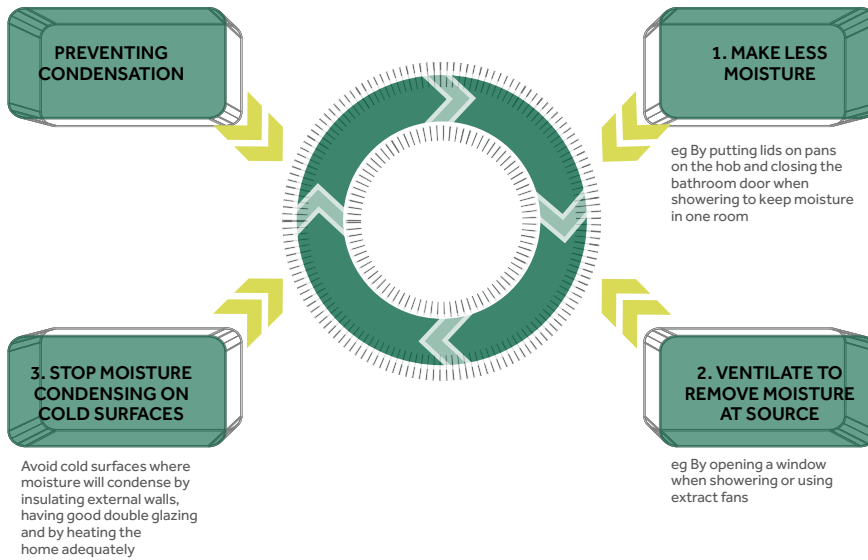 PREVENTING
CONDENSATION
1. MAKE LESS
MOISTURE
eg By putting lids on pans
on the hob and closing the
bathroom door when
showering to keep moisture
in one room
2. VENTILATE TO
REMOVE MOISTURE
AT SOURCE
eg By opening a window
when showering or using
extract fans
3. STOP MOISTURE
CONDENSING ON
COLD SURFACES
Avoid cold surfaces where
moisture will condense by
insulating external walls,
having good double glazing
and by heating the
home adequately